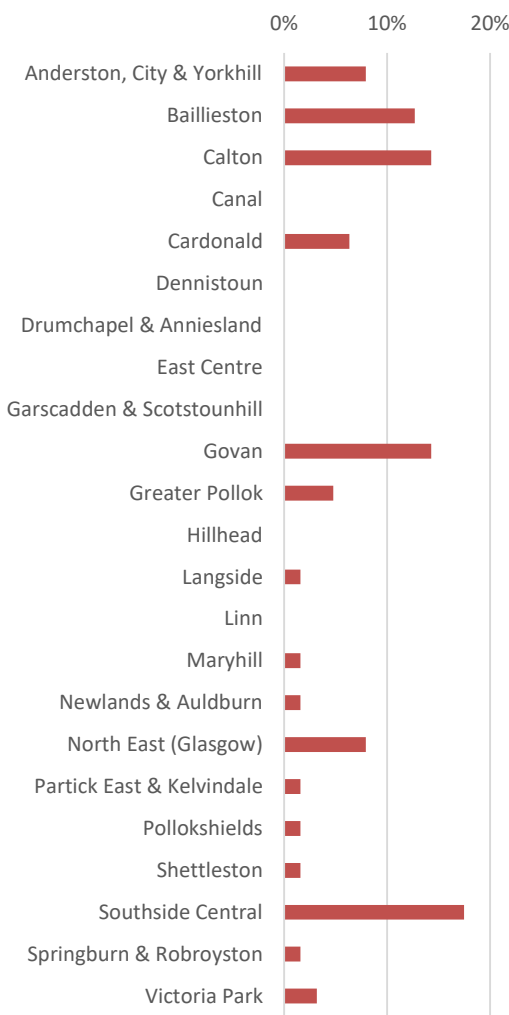 0% 10% 20%
Anderston, City & Yorkhill
Baillieston
Calton
Canal
Cardonald
Dennistoun
Drumchapel & Anniesland
East Centre
Garscadden & Scotstounhill
Govan
Greater Pollok
Hillhead
Langside
Linn
Maryhill
Newlands & Auldburn
North East (Glasgow)
Partick East & Kelvindale
Pollokshields
Shettleston
Southside Central
Springburn & Robroyston
Victoria Park